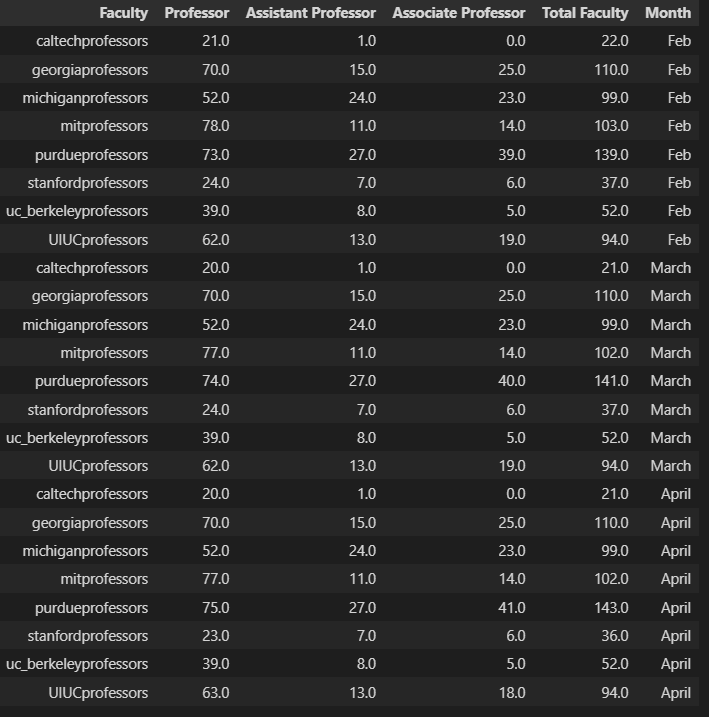 Faculty Professor Assistant Professor Associate Professor Total Faculty Month
caltechprofessors 21.0 1.0 0.0 22.0 Feb
georgiaprofessors 70.0 15.0 25.0 110.0 Feb
michiganprofessors 52.0 24.0 23.0 99.0 Feb
mitprofessors 78.0 11.0 14.0 103.0 Feb
purdueprofessors 73.0 27.0 39.0 139.0 Feb
stanfordprofessors 24.0 7.0 6.0 37.0 Feb
uc_berkeleyprofessors 39.0 8.0 5.0 52.0 Feb
UIUCprofessors 62.0 13.0 19.0 94.0 Feb
caltechprofessors 20.0 1.0 0.0 21.0 March
georgiaprofessors 70.0 15.0 25.0 110.0 March
michiganprofessors 52.0 24.0 23.0 99.0 March
mitprofessors 77.0 11.0 14.0 102.0 March
purdueprofessors 74.0 27.0 40.0 141.0 March
stanfordprofessors 24.0 7.0 6.0 37.0 March
uc_berkeleyprofessors 39.0 8.0 5.0 52.0 March
UIUCprofessors 62.0 13.0 19.0 94.0 March
caltechprofessors 20.0 1.0 0.0 21.0 April
georgiaprofessors 70.0 15.0 25.0 110.0 April
michiganprofessors 52.0 24.0 23.0 99.0 April
mitprofessors 77.0 11.0 14.0 102.0 April
purdueprofessors 75.0 27.0 41.0 143.0 April
stanfordprofessors 23.0 7.0 6.0 36.0 April
uc_berkeleyprofessors 39.0 8.0 5.0 52.0 April
UIUCprofessors 63.0 13.0 18.0 94.0 April